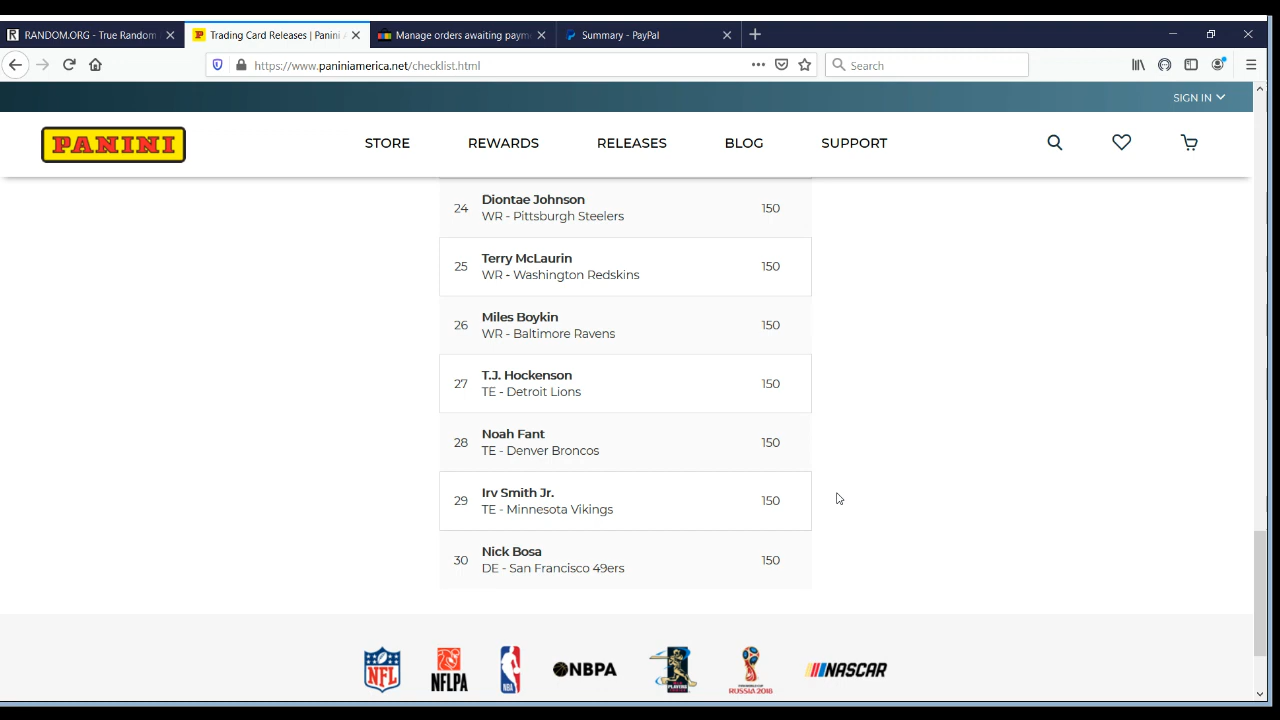 RANDOM.ORG - True Random
Trading Card Releases | Panini A
Manage orders awaiting paym
Summary - PayPal
https://www.paniniamerica.net/checklist.html
Search
SIGN IN
PANINI
STORE
REWARDS
RELEASES
BLOG
SUPPORT
24 Diontae Johnson 150
WR - Pittsburgh Steelers
25 Terry McLaurin 150
WR - Washington Redskins
26 Miles Boykin 150
WR - Baltimore Ravens
27 T.J. Hockenson 150
TE - Detroit Lions
28 Noah Fant 150
TE - Denver Broncos
29 Irv Smith Jr. 150
TE - Minnesota Vikings
30 Nick Bosa 150
DE - San Francisco 49ers
NFL
NFLPA
NBA
NBPA
RUSSIA 2018
NASCAR